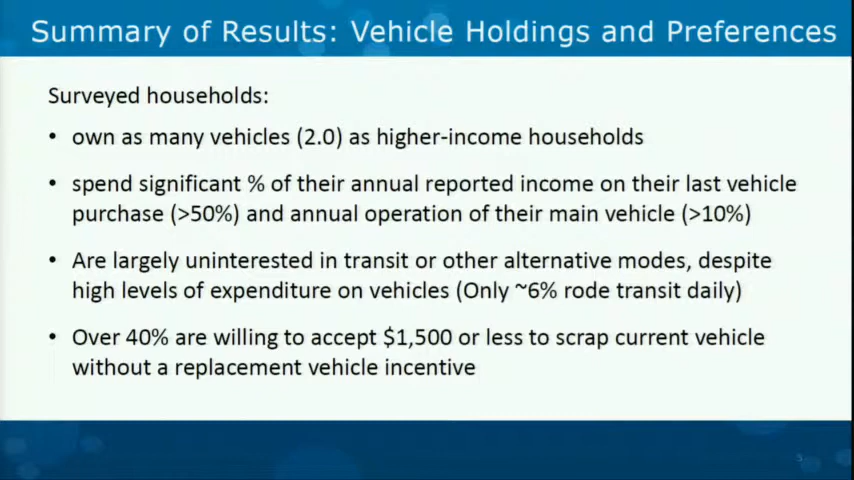 Summary of Results: Vehicle Holdings and Preferences
Surveyed households:
• own as many vehicles (2.0) as higher-income households
• spend significant % of their annual reported income on their last vehicle
purchase (>50%) and annual operation of their main vehicle (>10%)
• Are largely uninterested in transit or other alternative modes, despite
high levels of expenditure on vehicles (Only ~6% rode transit daily)
• Over 40% are willing to accept $1,500 or less to scrap current vehicle
without a replacement vehicle incentive
5